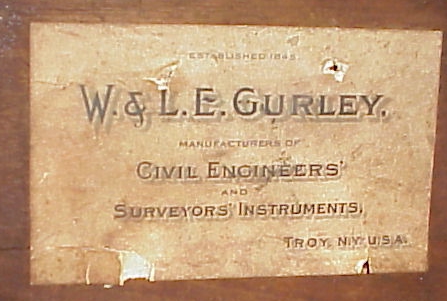 ESTABLISHED 1845
W. & L. E. GURLEY,
MANUFACTURERS OF
CIVIL ENGINEERS'
AND
SURVEYORS' INSTRUMENTS,
TROY, N.Y. U.S.A.